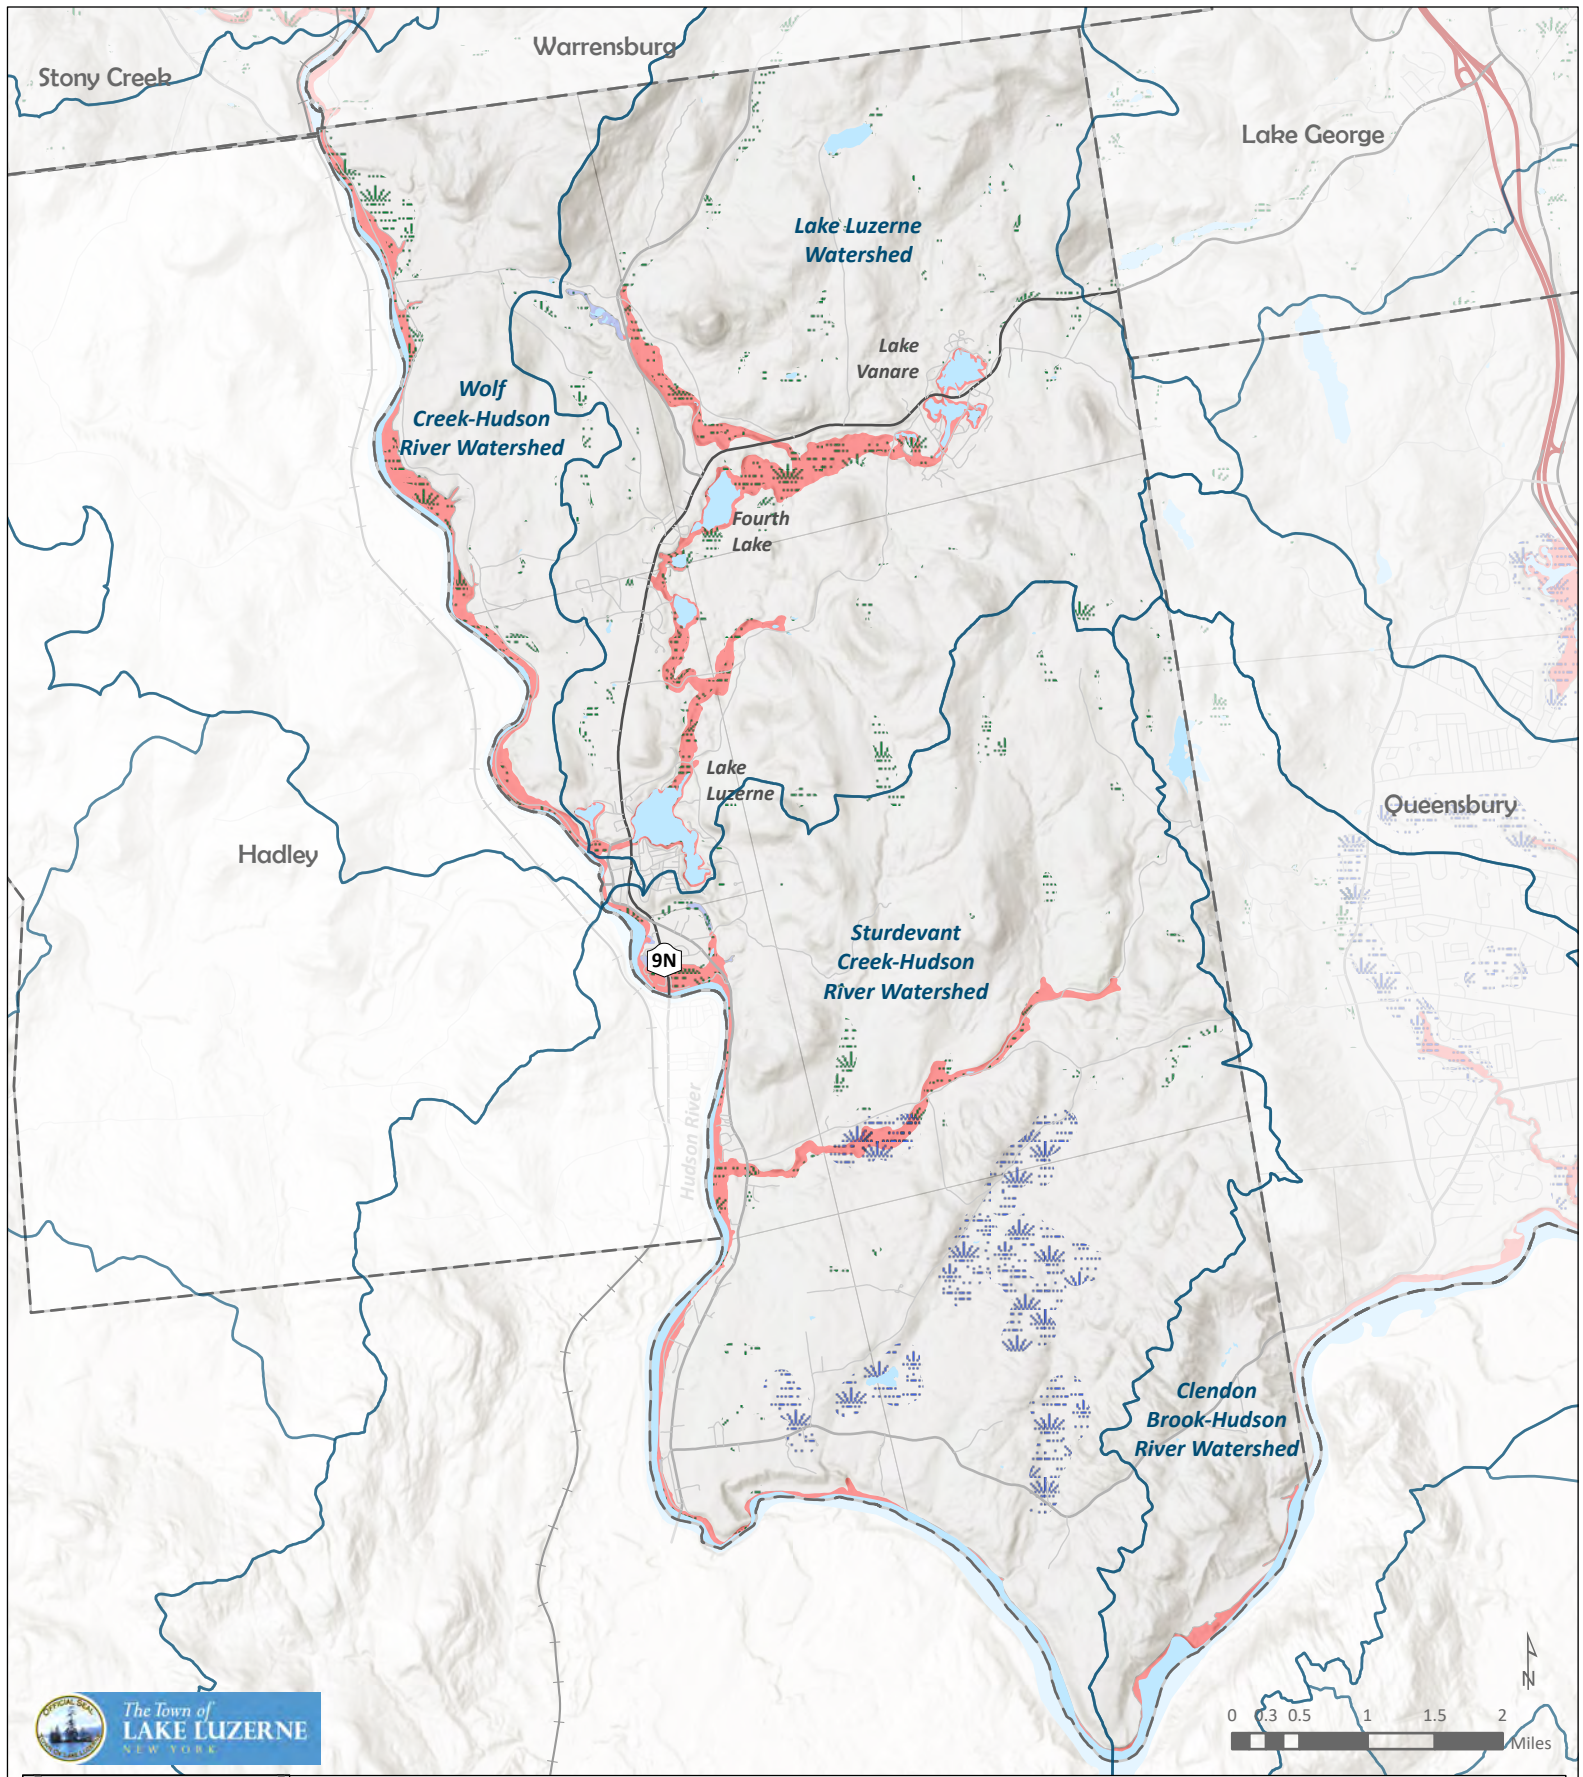 Warrensburg
Stony Creek
Lake George
Lake Luzerne
Watershed
Lake
Vanare
Wolf
Creek-Hudson
River Watershed
Fourth
Lake
Lake
Luzerne
Queensbury
Hadley
Sturdevant
Creek-Hudson
River Watershed
9N
Hudson River
Clendon
Brook-Hudson
River Watershed
N
0 0.3 0.5 1 1.5 2
Miles
OFFICIAL SEAL
The Town of
LAKE LUZERNE
NEW YORK